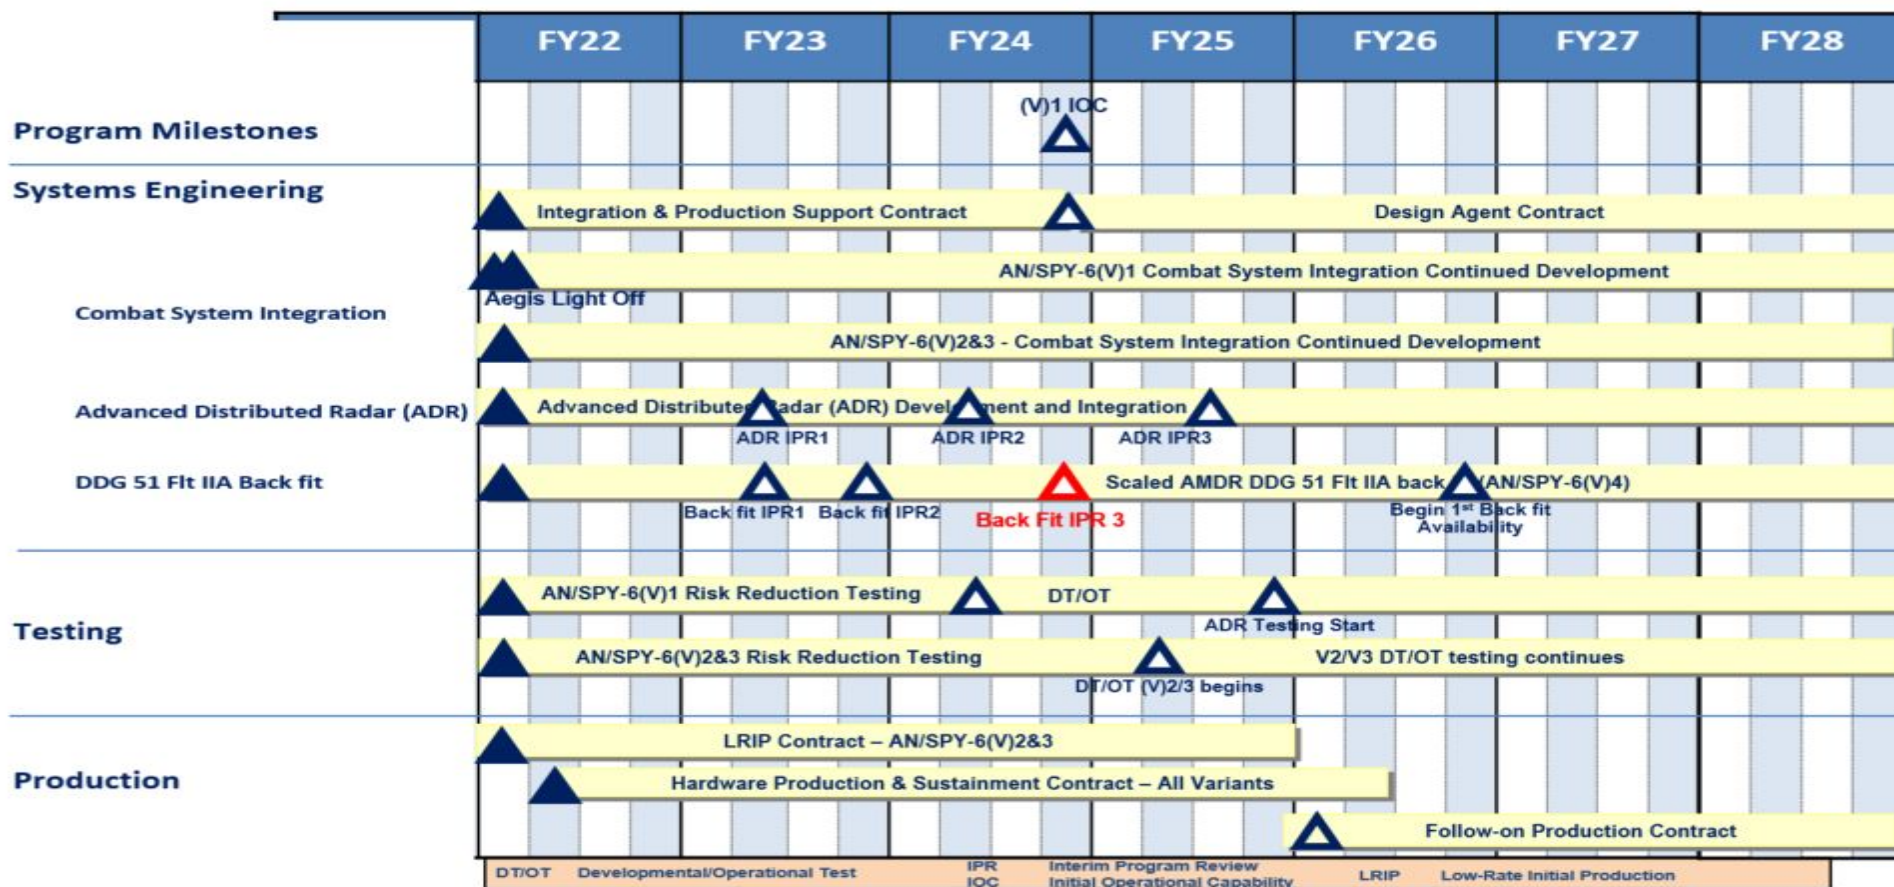 FY22 FY23 FY24 FY25 FY26 FY27 FY28
(V)1 IOC
Program Milestones
Systems Engineering
Integration & Production Support Contract
Design Agent Contract
AN/SPY-6(V)1 Combat System Integration Continued Development
Aegis Light Off
Combat System Integration
AN/SPY-6(V)2&3 - Combat System Integration Continued Development
Advanced Distributed Radar (ADR)
Advanced Distributed Radar (ADR) Development and Integration
ADR IPR1
ADR IPR2
ADR IPR3
DDG 51 Flt IIA Back fit
Scaled AMDR DDG 51 Flt IIA back (AN/SPY-6(V)4)
Back fit IPR1
Back fit IPR2
Back Fit IPR 3
Begin 1st Back fit
Availability
Testing
AN/SPY-6(V)1 Risk Reduction Testing
DT/OT
ADR Testing Start
AN/SPY-6(V)2&3 Risk Reduction Testing
V2/V3 DT/OT testing continues
DT/OT (V)2/3 begins
Production
LRIP Contract – AN/SPY-6(V)2&3
Hardware Production & Sustainment Contract – All Variants
Follow-on Production Contract
DT/OT Developmental/Operational Test
IPR Interim Program Review
IOC Initial Operational Capability
LRIP Low-Rate Initial Production